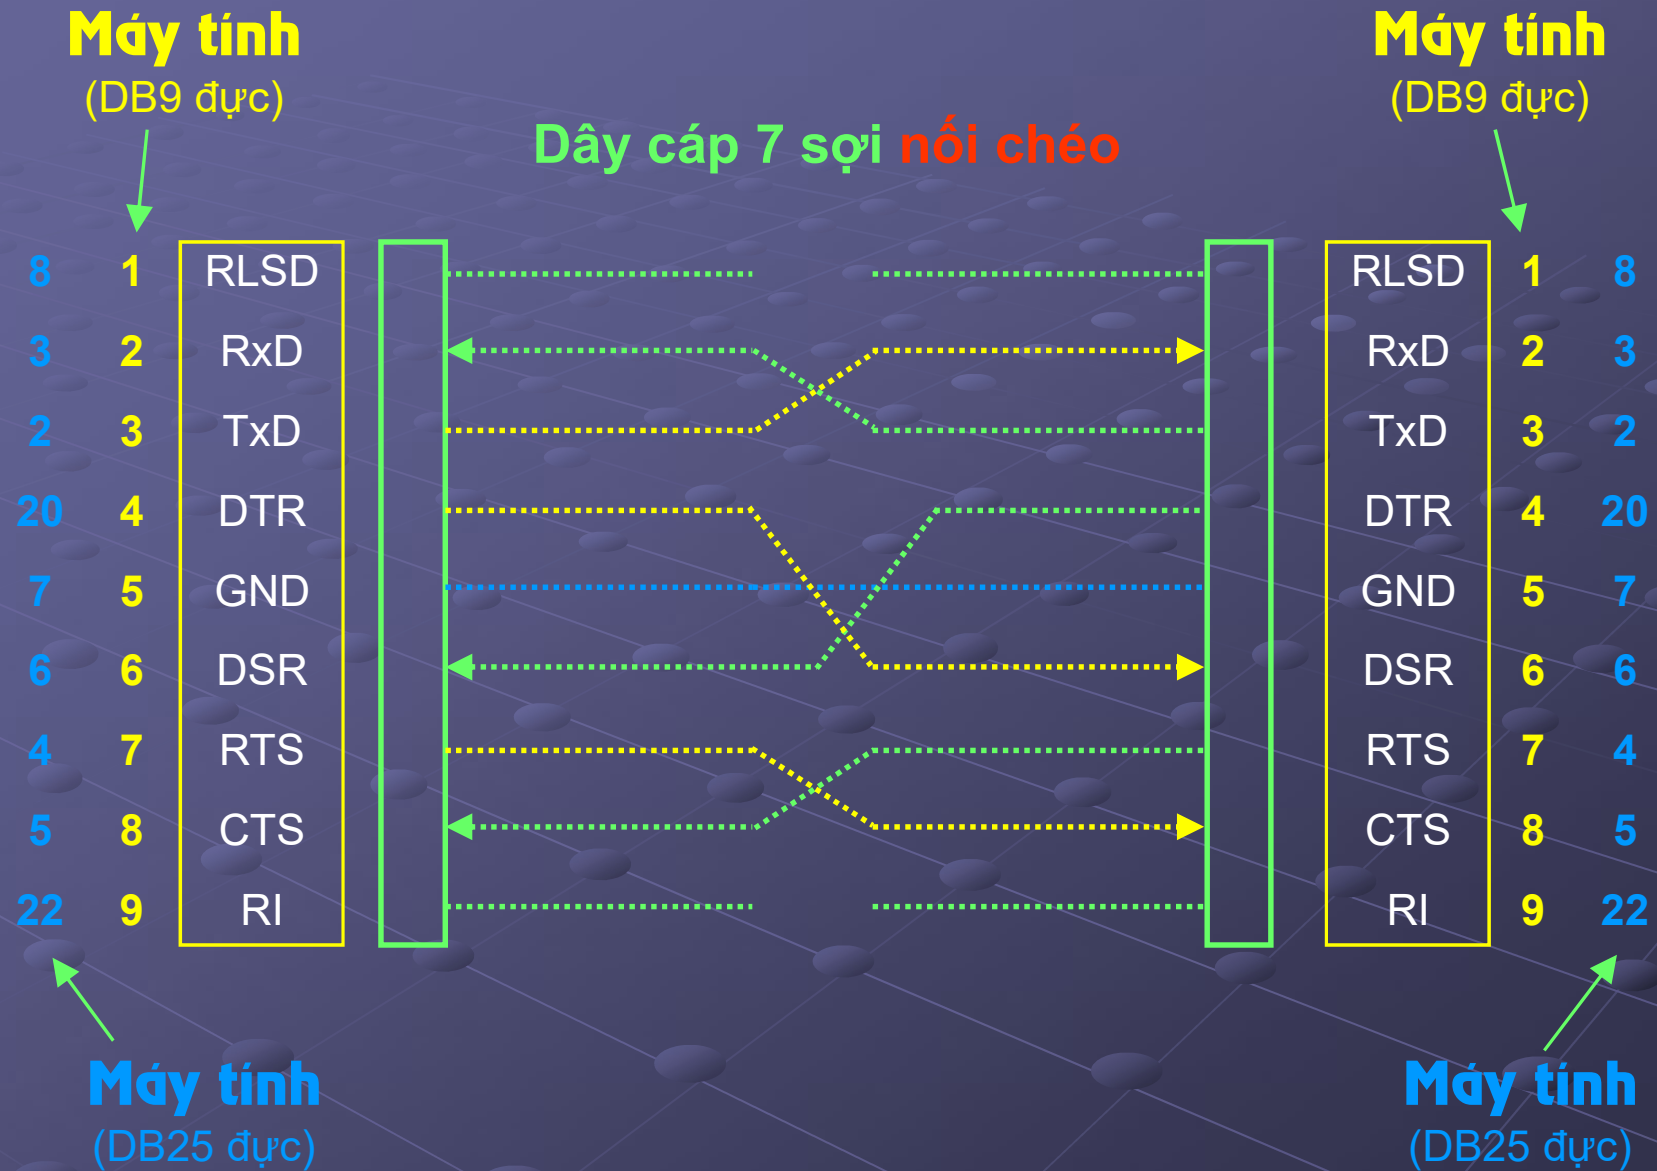 Máy tính
(DB9 đực)
Máy tính
(DB9 đực)
Dây cáp 7 sợi nối chéo
8 1 RLSD RLSD 1 8
3 2 RxD RxD 2 3
2 3 TxD TxD 3 2
20 4 DTR DTR 4 20
7 5 GND GND 5 7
6 6 DSR DSR 6 6
4 7 RTS RTS 7 4
5 8 CTS CTS 8 5
22 9 RI RI 9 22
Máy tính
(DB25 đực)
Máy tính
(DB25 đực)